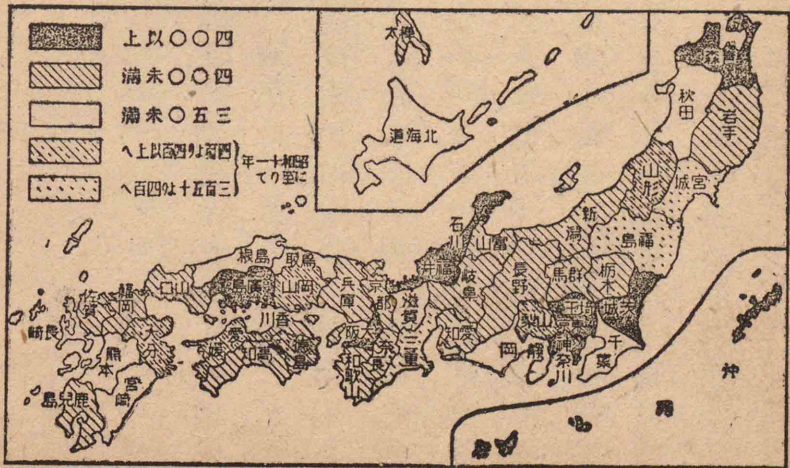 上以〇〇四
満未〇〇四
満未〇五三
へ上以百四りよ百四
へ百四りよ十五百三
年一十和昭
てり至に
太樺
道海北
青森
秋田
岩手
山形
宮城
新潟
島福
石川
山富
井福
岐阜
長野
馬群
栃木
茨城
埼玉
山梨
神奈川
千葉
静岡
愛知
滋賀
三重
京都
大阪
奈良
和歌山
兵庫
取鳥
根島
山岡
島廣
口山
川香
徳島
知高
愛媛
福岡
佐賀
崎長
大分
熊本
宮崎
島兒鹿
沖縄